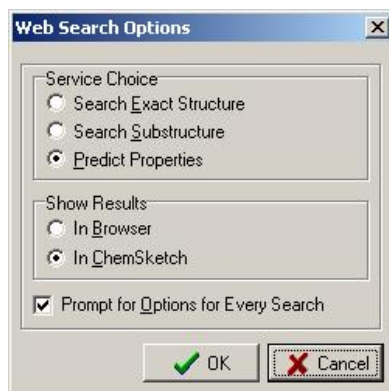 Web Search Options
Service Choice
Search Exact Structure
Search Substructure
Predict Properties
Show Results
In Browser
In ChemSketch
Prompt for Options for Every Search
OK Cancel